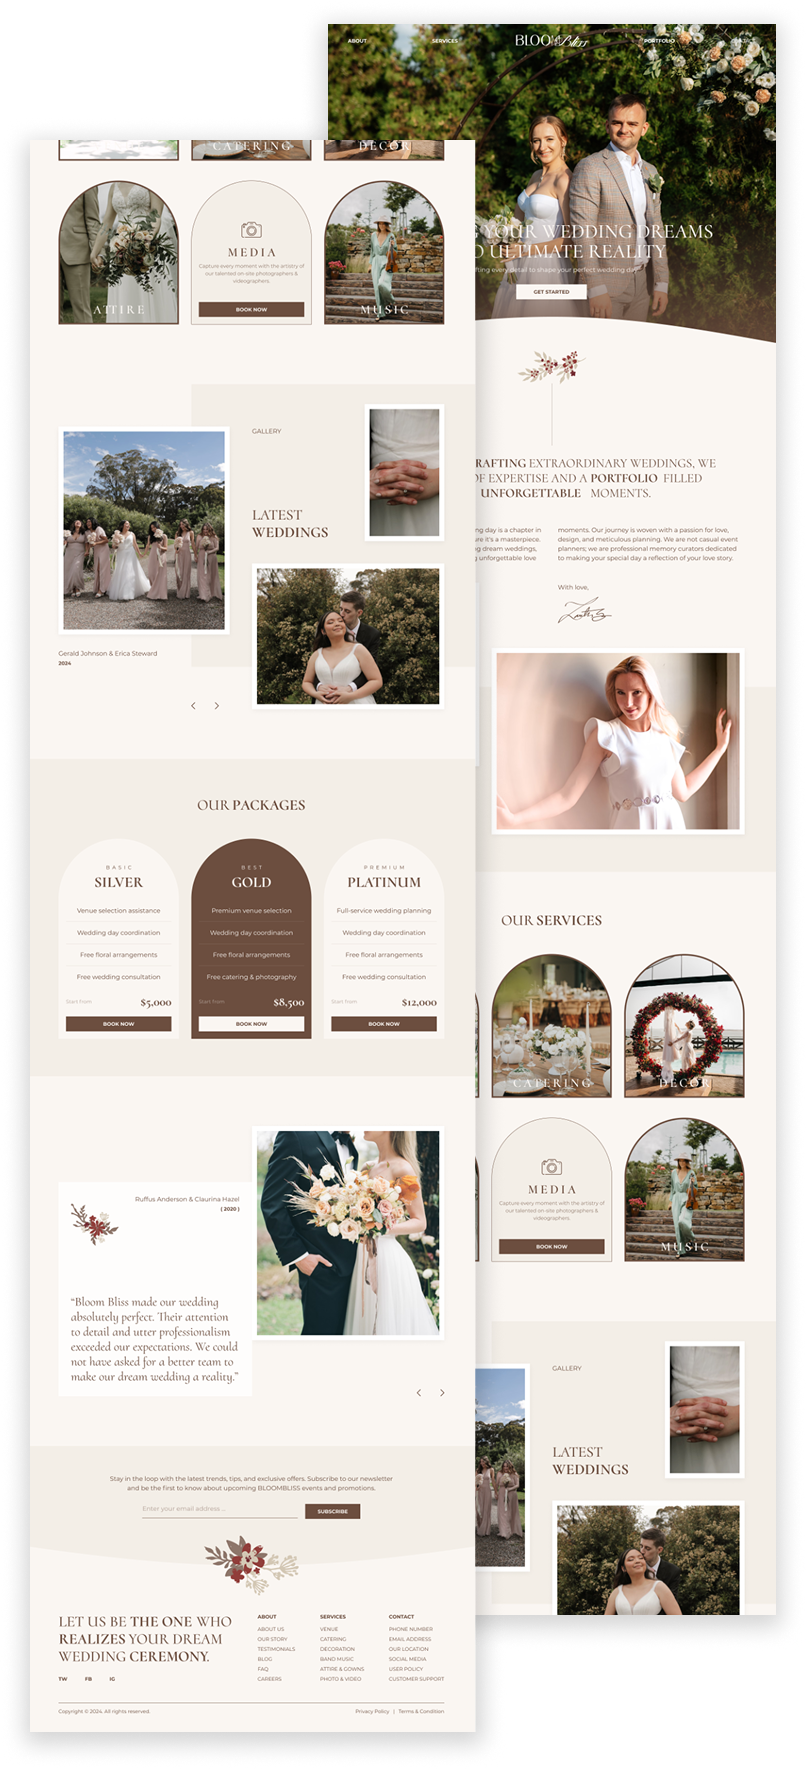 ABOUT
SERVICES
BLOOM Bliss
PORTFOLIO
YOUR WEDDING DREAMS
ULTIMATE REALITY
every detail to shape your perfect wedding day
GET STARTED
RAFTING EXTRAORDINARY WEDDINGS, WE
OF EXPERTISE AND A PORTFOLIO FILLED
UNFORGETTABLE MOMENTS.
ng day is a chapter in
ure it's a masterpiece.
ng dream weddings,
g unforgettable love
moments. Our journey is woven with a passion for love,
design, and meticulous planning. We are not casual event
planners; we are professional memory curators dedicated
to making your special day a reflection of your love story.
With love,
OUR SERVICES
CATERING
DECOR
MEDIA
Capture every moment with the artistry of
our talented on-site photographers &
videographers.
BOOK NOW
MUSIC
GALLERY
LATEST
WEDDINGS
CATERING
DECOR
ATTIRE
MEDIA
Capture every moment with the artistry of
our talented on-site photographers &
videographers.
BOOK NOW
MUSIC
GALLERY
LATEST
WEDDINGS
Gerald Johnson & Erica Steward
2024
OUR PACKAGES
BASIC
SILVER
Venue selection assistance
Wedding day coordination
Free floral arrangements
Free wedding consultation
Start from
$5,000
BOOK NOW
BEST
GOLD
Premium venue selection
Wedding day coordination
Free floral arrangements
Free catering & photography
Start from
$8,500
BOOK NOW
PREMIUM
PLATINUM
Full-service wedding planning
Wedding day coordination
Free floral arrangements
Free wedding consultation
Start from
$12,000
BOOK NOW
Ruffus Anderson & Claurina Hazel
( 2020 )
“Bloom Bliss made our wedding
absolutely perfect. Their attention
to detail and utter professionalism
exceeded our expectations. We could
not have asked for a better team to
make our dream wedding a reality.”
Stay in the loop with the latest trends, tips, and exclusive offers. Subscribe to our newsletter
and be the first to know about upcoming BLOOMBLISS events and promotions.
Enter your email address ...
SUBSCRIBE
LET US BE THE ONE WHO
REALIZES YOUR DREAM
WEDDING CEREMONY.
TW
FB
IG
ABOUT
ABOUT US
OUR STORY
TESTIMONIALS
BLOG
FAQ
CAREERS
SERVICES
VENUE
CATERING
DECORATION
BAND MUSIC
ATTIRE & GOWNS
PHOTO & VIDEO
CONTACT
PHONE NUMBER
EMAIL ADDRESS
OUR LOCATION
SOCIAL MEDIA
USER POLICY
CUSTOMER SUPPORT
Copyright © 2024. All rights reserved.
Privacy Policy | Terms & Condition